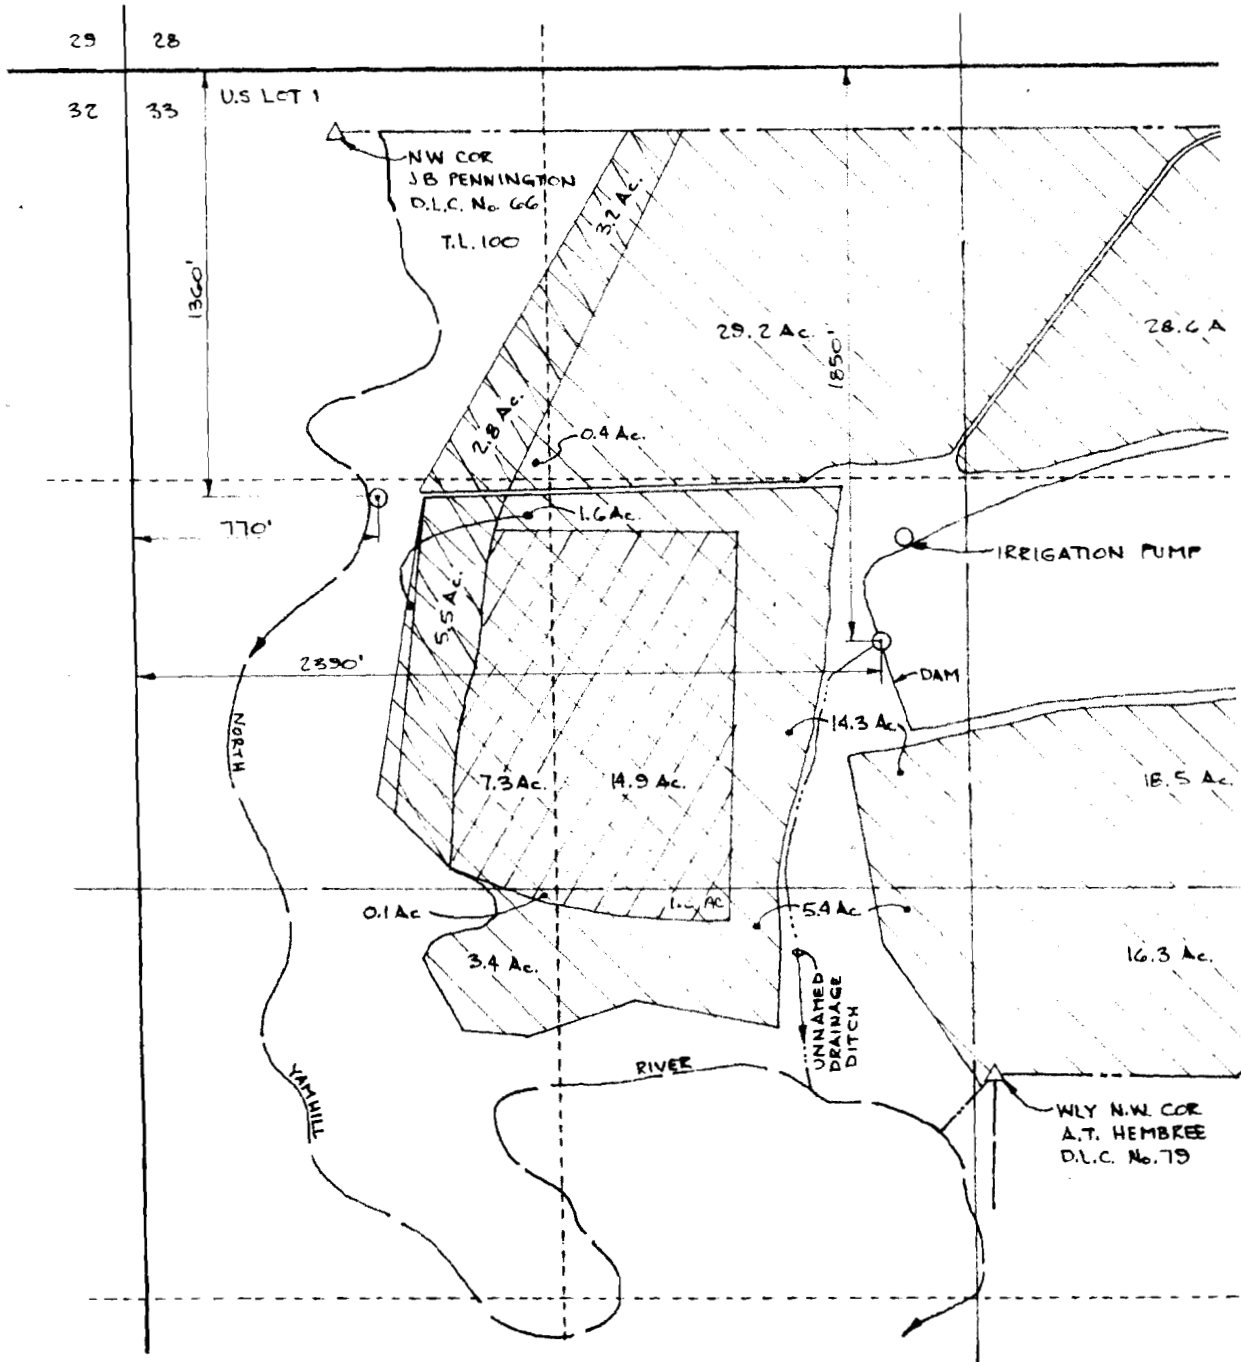 29 28
32 33
U.S LOT 1
NW COR
J B PENNINGTON
D.L.C. No. 66
T.L. 100
3.2 Ac.
1360'
29.2 Ac.
1850'
28.6 A
2.8 Ac.
0.4 Ac.
1.6 Ac.
770'
IRRIGATION PUMP
5.5 Ac.
2390'
DAM
NORTH
14.3 Ac.
7.3 Ac.
14.9 Ac.
18.5 Ac.
0.1 Ac
AC
5.4 Ac.
3.4 Ac.
16.3 Ac.
UNNAMED
DRAINAGE
DITCH
RIVER
YAMHILL
WLY N.W. COR
A.T. HEMBREE
D.L.C. No. 79